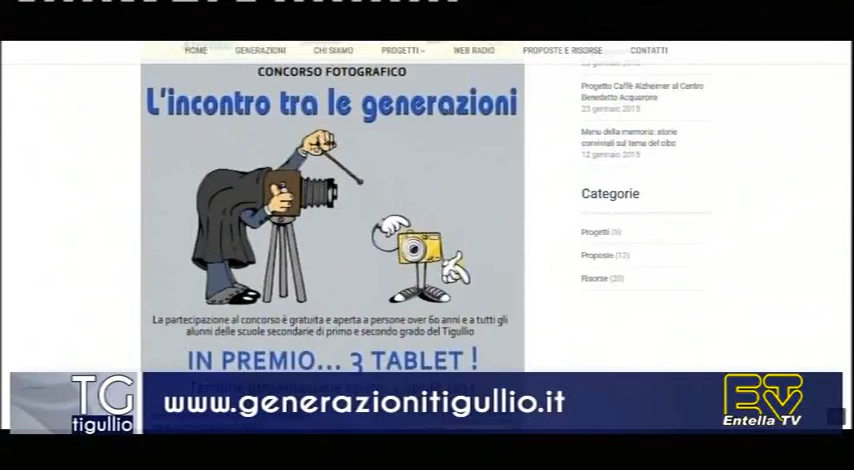 HOME GENERAZIONI CHI SIAMO PROGETTI WEB RADIO PROPOSTE E RISORSE CONTATTI
CONCORSO FOTOGRAFICO
L'incontro tra le generazioni
La partecipazione al concorso è gratuita e aperta a persone over 60 anni e a tutti gli
alunni delle scuole secondarie di primo e secondo grado del Tigullio
IN PREMIO... 3 TABLET !
Progetto Caffè Alzheimer al Centro
Benedetto Acquarone
23 gennaio 2015
Menu della memoria: storie
conviviali sul tema del cibo
12 gennaio 2015
Categorie
Progetti
Proposte (12)
Risorse (20)
TG
tigullio
www.generazionitigullio.it
ETV
Entella TV